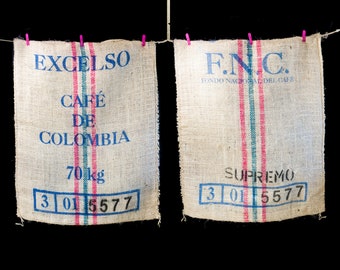 EXCELSO
CAFÉ
DE
COLOMBIA
70 kg
3 01 5577
F.N.C.
FONDO NACIONAL DEL CAFE
SUPREMO
3 01 5577